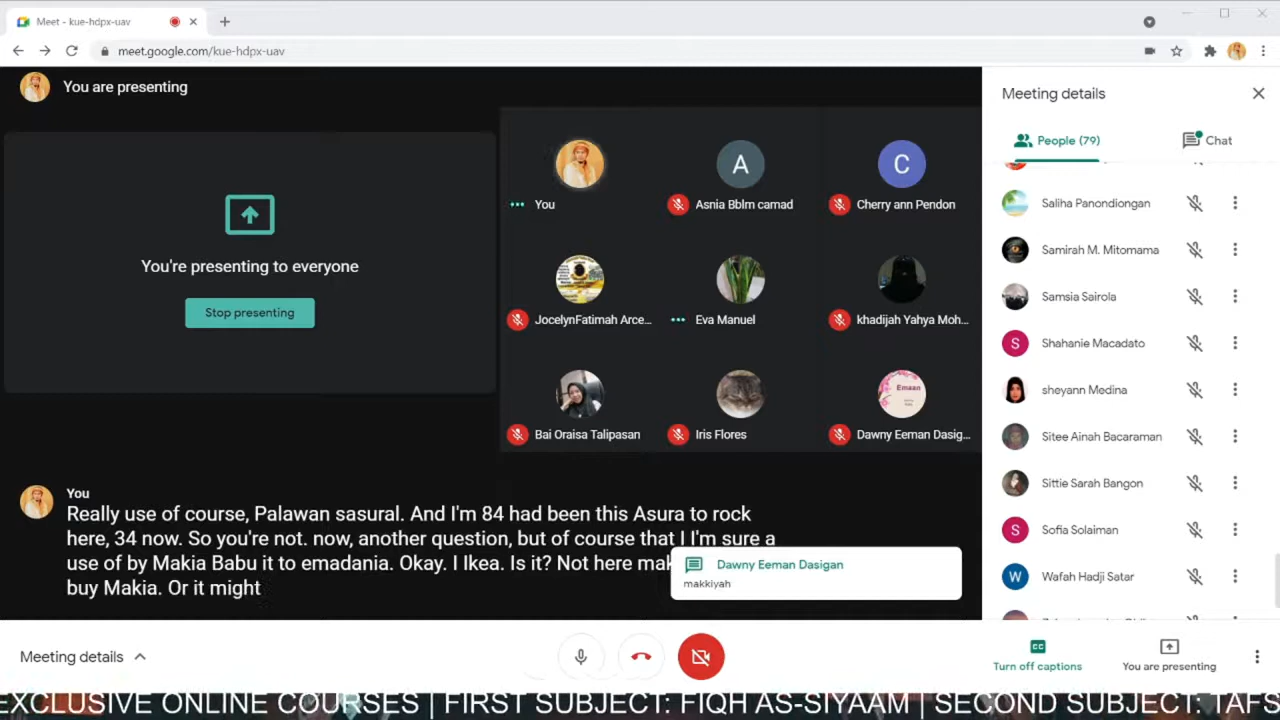 Meet - kue-hdpx-uav
meet.google.com/kue-hdpx-uav
You are presenting
You're presenting to everyone
Stop presenting
You
A
Asnia Bblm camad
C
Cherry ann Pendon
JocelynFatimah Arce...
Eva Manuel
khadijah Yahya Moh...
Bai Oraisa Talipasan
Iris Flores
Emaan
Dawny Eeman Dasig...
You
Really use of course, Palawan sasural. And I'm 84 had been this Asura to rock
here, 34 now. So you're not. now, another question, but of course that I I'm sure a
use of by Makia Babu it to emadania. Okay. I Ikea. Is it? Not here mak
buy Makia. Or it might
Dawny Eeman Dasigan
makkiyah
Meeting details
People (79)
Chat
Saliha Panondiongan
Samirah M. Mitomama
Samsia Sairola
S
Shahanie Macadato
sheyann Medina
Sitee Ainah Bacaraman
Sittie Sarah Bangon
S
Sofia Solaiman
W
Wafah Hadji Satar
Meeting details
CC
Turn off captions
You are presenting
EXCLUSIVE ONLINE COURSES | FIRST SUBJECT: FIQH AS-SIYAAM | SECOND SUBJECT: TAFS